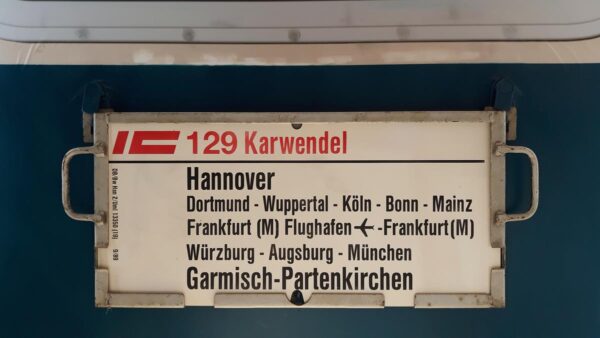 IC 129 Karwendel
Hannover
Dortmund - Wuppertal - Köln - Bonn - Mainz
Frankfurt (M) Flughafen ✈ -Frankfurt(M)
Würzburg - Augsburg - München
Garmisch-Partenkirchen